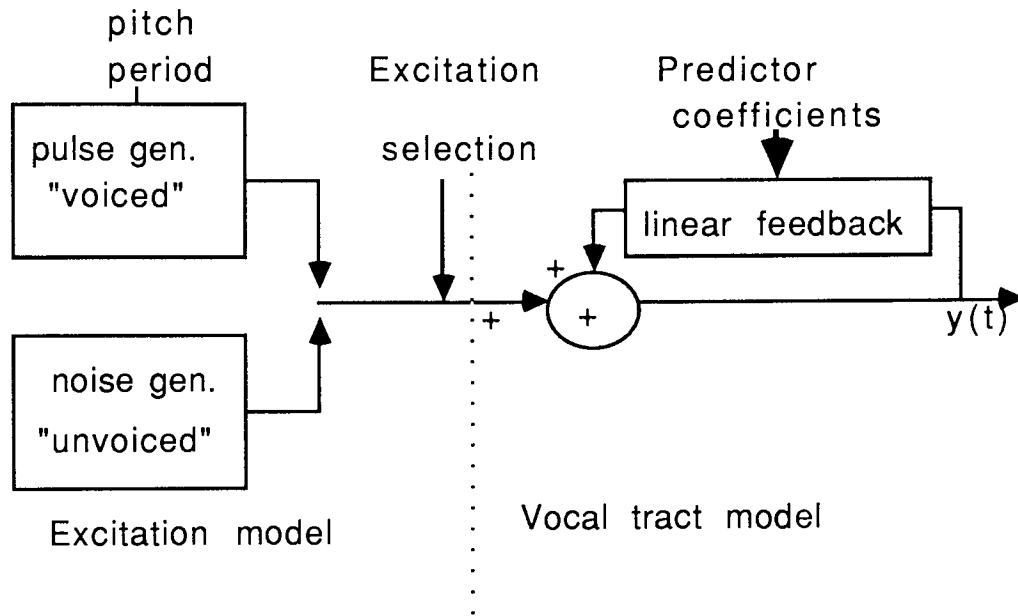 pitch
period
Excitation
selection
Predictor
coefficients
pulse gen.
"voiced"
linear feedback
+
+
+
y(t)
noise gen.
"unvoiced"
Excitation model
Vocal tract model